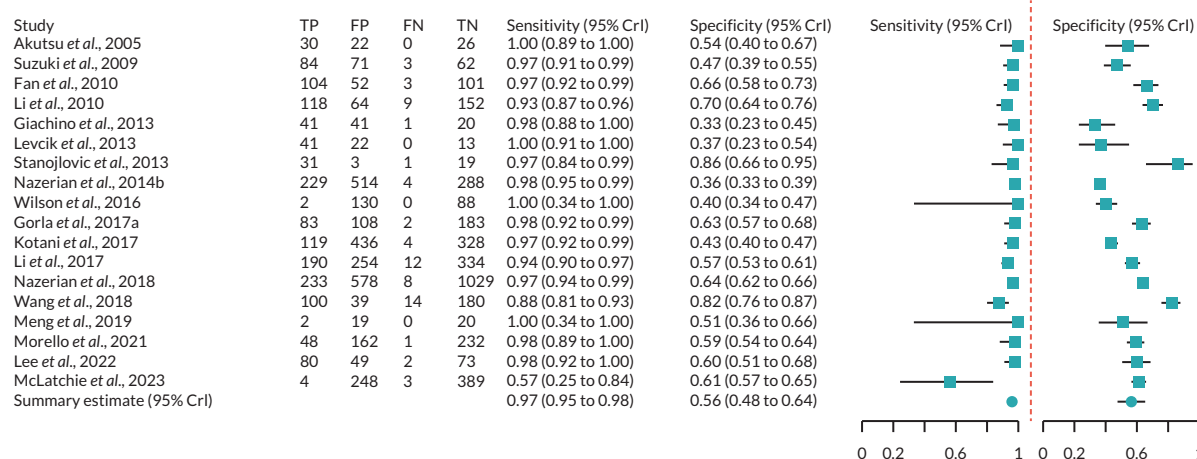 Study TP FP FN TN Sensitivity (95% CrI) Specificity (95% CrI) Sensitivity (95% CrI) Specificity (95% CrI)
Akutsu et al., 2005 30 22 0 26 1.00 (0.89 to 1.00) 0.54 (0.40 to 0.67)
Suzuki et al., 2009 84 71 3 62 0.97 (0.91 to 0.99) 0.47 (0.39 to 0.55)
Fan et al., 2010 104 52 3 101 0.97 (0.92 to 0.99) 0.66 (0.58 to 0.73)
Li et al., 2010 118 64 9 152 0.93 (0.87 to 0.96) 0.70 (0.64 to 0.76)
Giachino et al., 2013 41 41 1 20 0.98 (0.88 to 1.00) 0.33 (0.23 to 0.45)
Levcik et al., 2013 41 22 0 13 1.00 (0.91 to 1.00) 0.37 (0.23 to 0.54)
Stanojlovic et al., 2013 31 3 1 19 0.97 (0.84 to 0.99) 0.86 (0.66 to 0.95)
Nazerian et al., 2014b 229 514 4 288 0.98 (0.95 to 0.99) 0.36 (0.33 to 0.39)
Wilson et al., 2016 2 130 0 88 1.00 (0.34 to 1.00) 0.40 (0.34 to 0.47)
Gorla et al., 2017a 83 108 2 183 0.98 (0.92 to 0.99) 0.63 (0.57 to 0.68)
Kotani et al., 2017 119 436 4 328 0.97 (0.92 to 0.99) 0.43 (0.40 to 0.47)
Li et al., 2017 190 254 12 334 0.94 (0.90 to 0.97) 0.57 (0.53 to 0.61)
Nazerian et al., 2018 233 578 8 1029 0.97 (0.94 to 0.99) 0.64 (0.62 to 0.66)
Wang et al., 2018 100 39 14 180 0.88 (0.81 to 0.93) 0.82 (0.76 to 0.87)
Meng et al., 2019 2 19 0 20 1.00 (0.34 to 1.00) 0.51 (0.36 to 0.66)
Morello et al., 2021 48 162 1 232 0.98 (0.89 to 1.00) 0.59 (0.54 to 0.64)
Lee et al., 2022 80 49 2 73 0.98 (0.92 to 1.00) 0.60 (0.51 to 0.68)
McLatchie et al., 2023 4 248 3 389 0.57 (0.25 to 0.84) 0.61 (0.57 to 0.65)
Summary estimate (95% CrI) 0.97 (0.95 to 0.98) 0.56 (0.48 to 0.64)
0 0.2 0.6 1 0 0.2 0.6